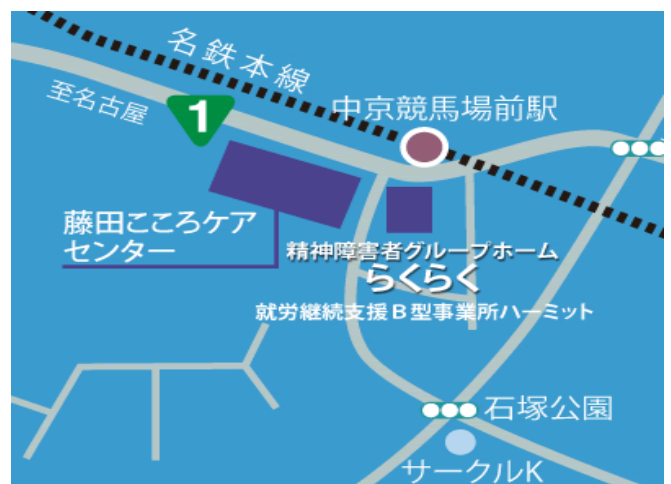 名鉄本線
至名古屋
1
中京競馬場前駅
藤田こころケア
センター
精神障害者グループホーム
らくらく
就労継続支援B型事業所ハーミット
石塚公園
サークルK